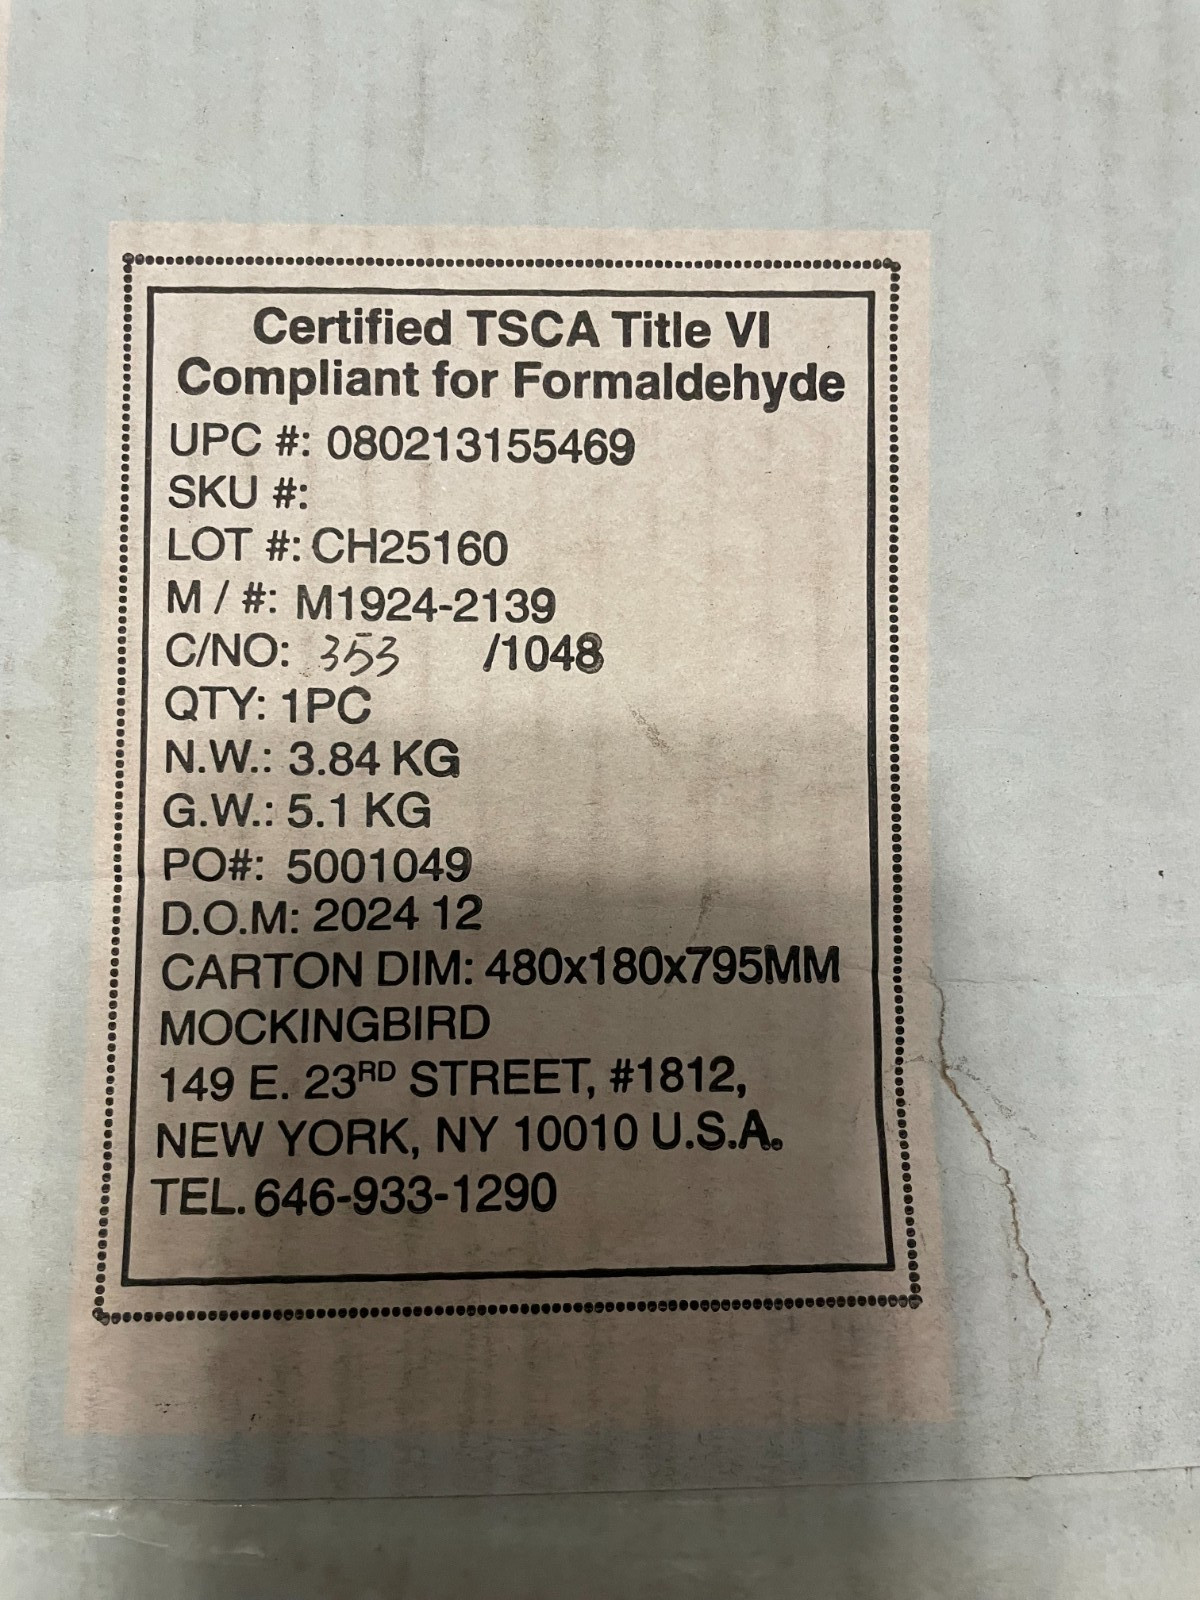 Certified TSCA Title VI
Compliant for Formaldehyde
UPC #: 080213155469
SKU #:
LOT #: CH25160
M / #: M1924-2139
C/NO: 353 /1048
QTY: 1PC
N.W.: 3.84 KG
G.W.: 5.1 KG
PO#: 5001049
D.O.M: 2024 12
CARTON DIM: 480x180x795MM
MOCKINGBIRD
149 E. 23RD STREET, #1812,
NEW YORK, NY 10010 U.S.A.
TEL. 646-933-1290